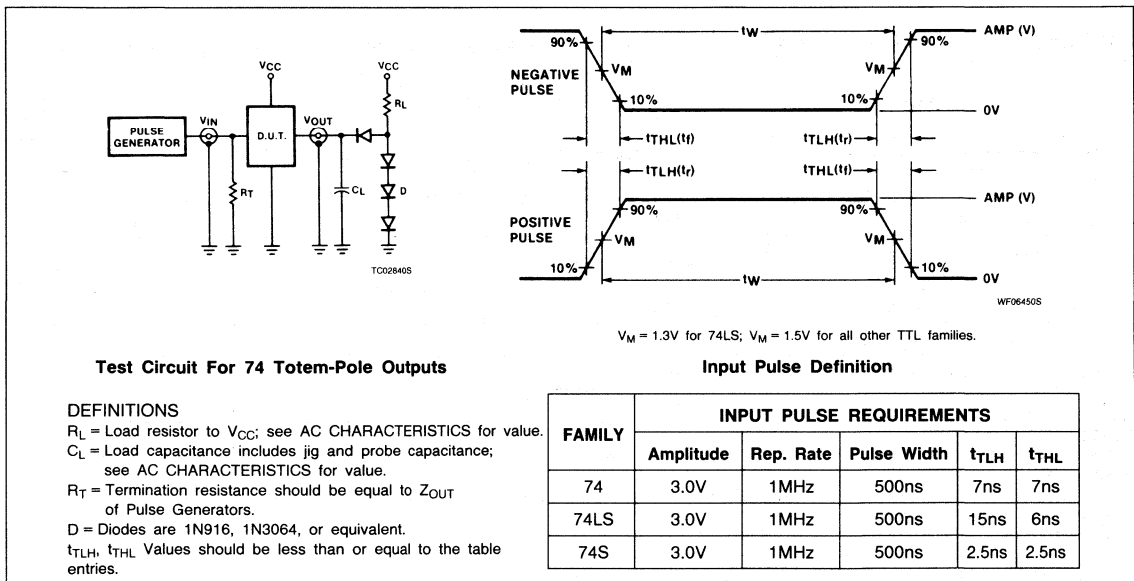 VCC
VCC
RL
PULSE
GENERATOR
VIN
D.U.T.
VOUT
RT
CL
D
TC02840S
tW
AMP (V)
90%
90%
NEGATIVE
PULSE
VM
VM
10%
10%
0V
tTHL(tf)
tTLH(tr)
tTLH(tr)
tTHL(tf)
AMP (V)
90%
90%
POSITIVE
PULSE
VM
VM
10%
10%
tW
0V
WF06450S
VM = 1.3V for 74LS; VM = 1.5V for all other TTL families.
Test Circuit For 74 Totem-Pole Outputs
Input Pulse Definition
DEFINITIONS
RL = Load resistor to VCC; see AC CHARACTERISTICS for value.
CL = Load capacitance includes jig and probe capacitance;
see AC CHARACTERISTICS for value.
RT = Termination resistance should be equal to ZOUT
of Pulse Generators.
D = Diodes are 1N916, 1N3064, or equivalent.
tTLH, tTHL Values should be less than or equal to the table
entries.
FAMILY INPUT PULSE REQUIREMENTS
Amplitude Rep. Rate Pulse Width tTLH tTHL
74 3.0V 1MHz 500ns 7ns 7ns
74LS 3.0V 1MHz 500ns 15ns 6ns
74S 3.0V 1MHz 500ns 2.5ns 2.5ns